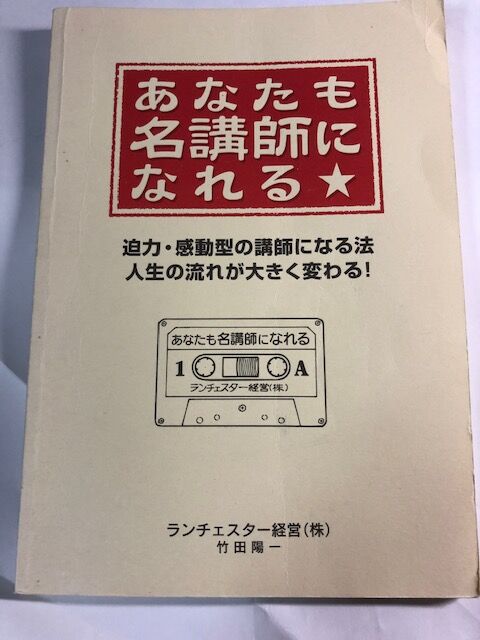 あなたも
名講師に
なれる★
迫力・感動型の講師になる法
人生の流れが大きく変わる!
あなたも名講師になれる
1 A
ランチェスター経営(株)
ランチェスター経営(株)
竹田陽一